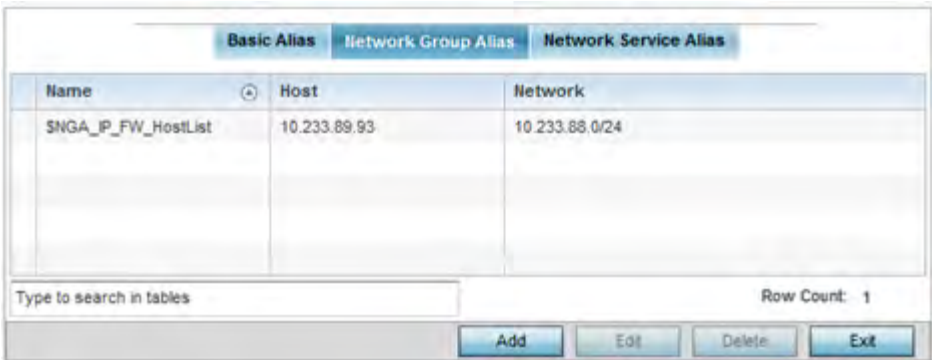 Basic Alias Network Group Alias Network Service Alias
Name Host Network
$NGA_IP_FW_HostList 10.233.89.93 10.233.88.0/24
Type to search in tables Row Count: 1
Add Edit Delete Exit